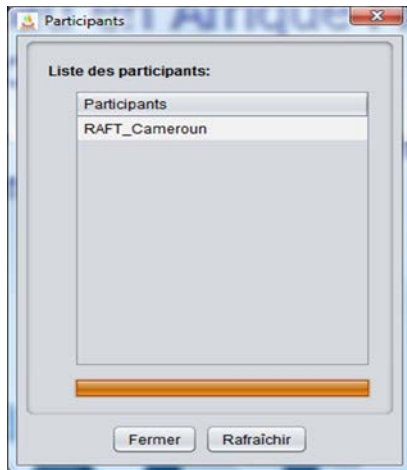 Participants
Liste des participants:
Participants
RAFT_Cameroun
Fermer Rafraîchir